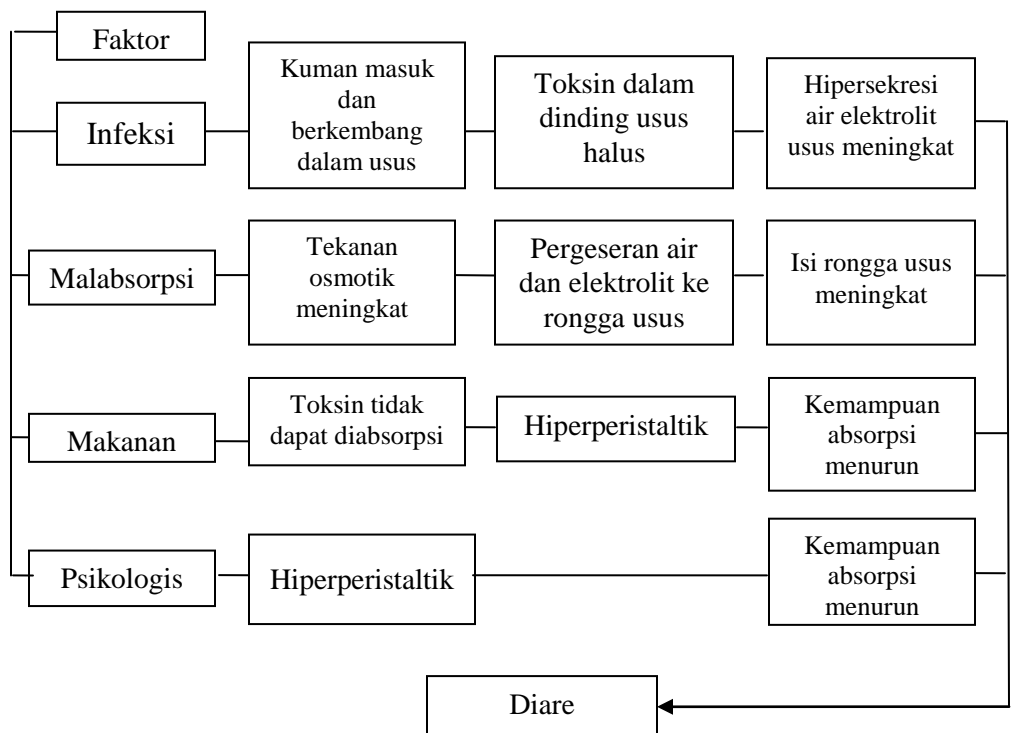 Faktor
Infeksi
Kuman masuk
dan
berkembang
dalam usus
Toksin dalam
dinding usus
halus
Hipersekresi
air elektrolit
usus meningkat
Malabsorpsi
Tekanan
osmotik
meningkat
Pergeseran air
dan elektrolit ke
rongga usus
Isi rongga usus
meningkat
Makanan
Toksin tidak
dapat diabsorpsi
Hiperperistaltik
Kemampuan
absorpsi
menurun
Psikologis
Hiperperistaltik
Kemampuan
absorpsi
menurun
Diare